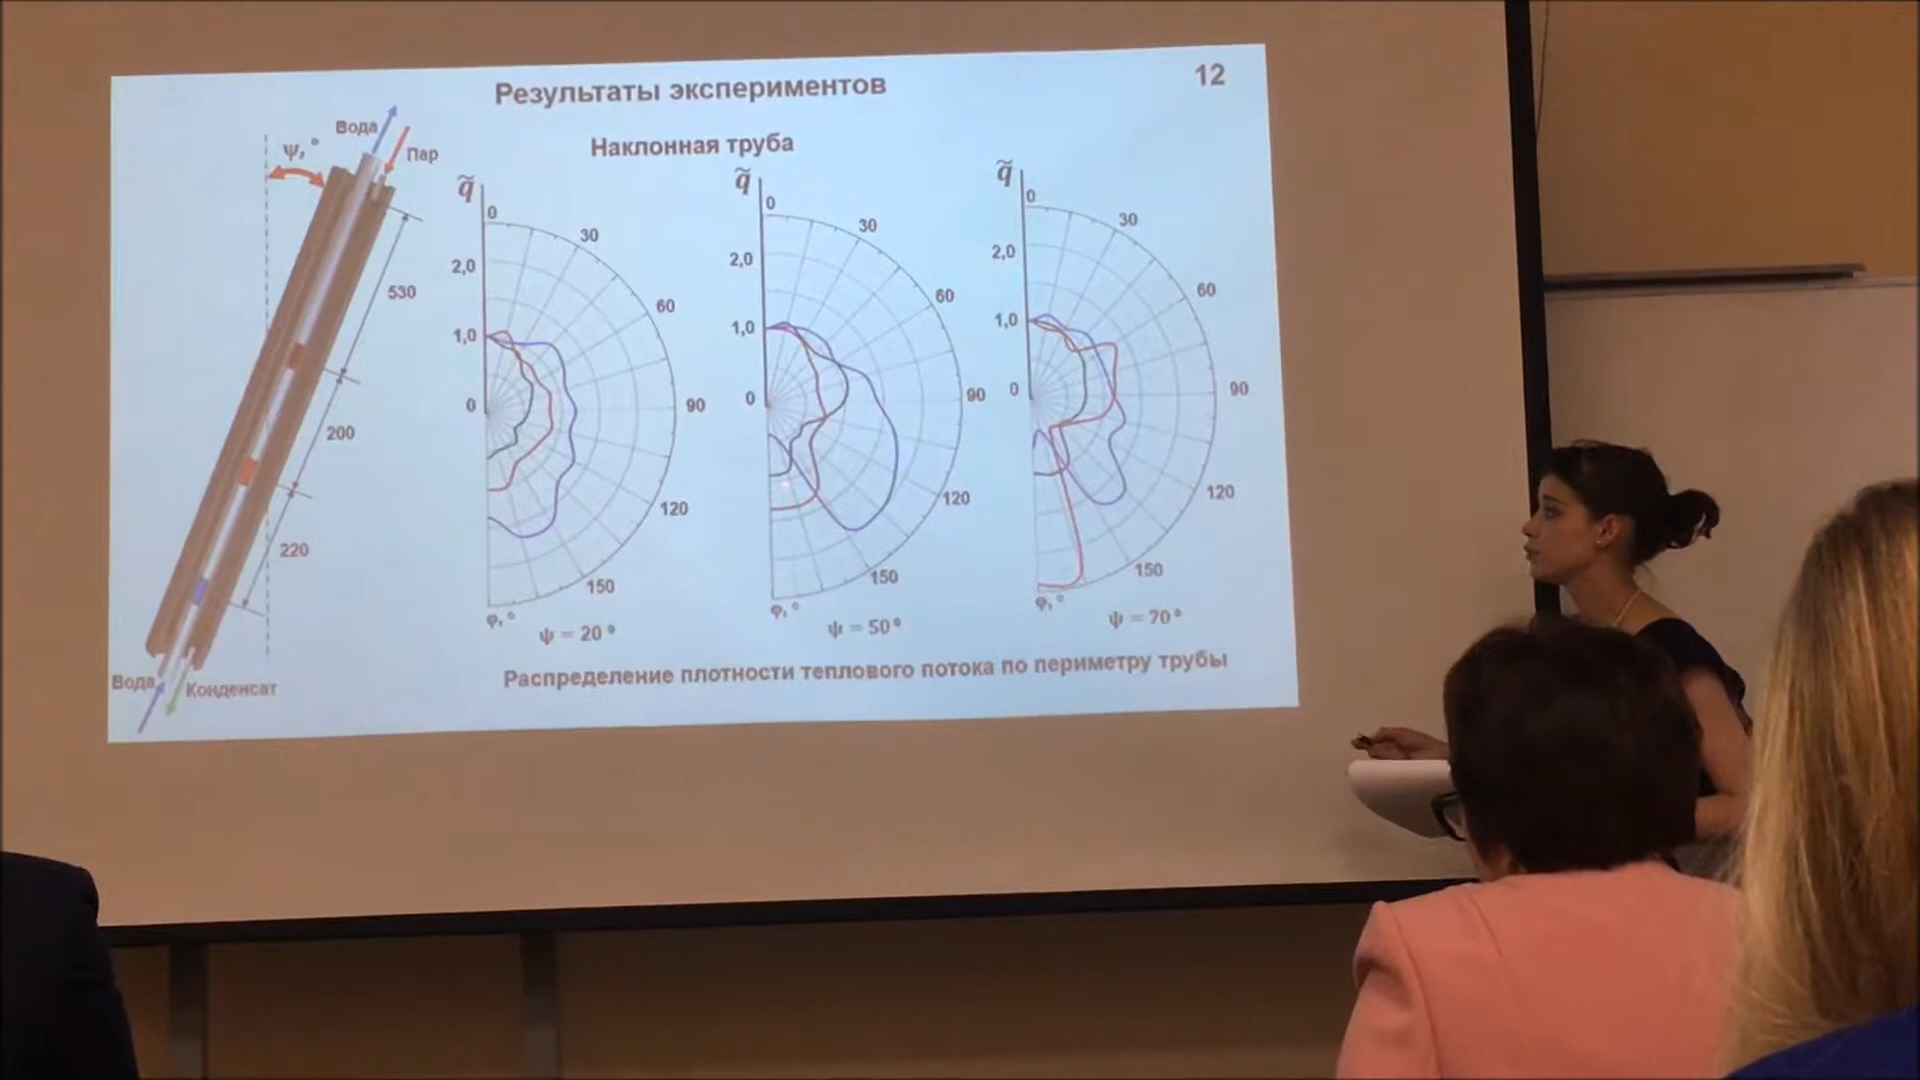 Результаты экспериментов
12
Наклонная труба
Вода
Пар
ψ, °
530
200
220
Вода
Конденсат
q̃
0
30
2,0
60
1,0
0
90
120
150
φ, °
ψ = 20 °
q̃
0
30
2,0
60
1,0
0
90
120
150
φ, °
ψ = 50 °
q̃
0
30
2,0
60
1,0
0
90
120
150
φ, °
ψ = 70 °
Распределение плотности теплового потока по периметру трубы